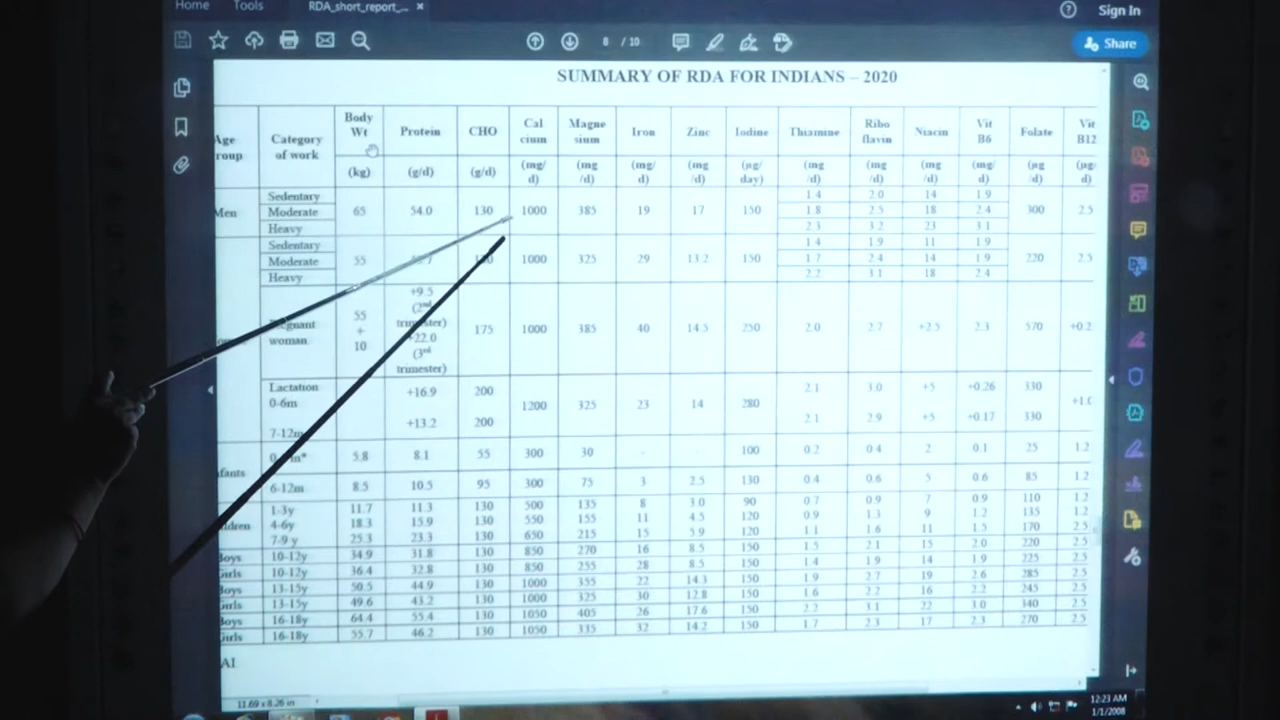 Home Tools RDA_short_report_... × Sign In
8 / 10 Share
SUMMARY OF RDA FOR INDIANS – 2020
Age roup Category of work Body Wt Protein CHO Cal cium Magne sium Iron Zinc Iodine Thiamine Ribo flavin Niacin Vit B6 Folate Vit B12
(kg) (g/d) (g/d) (mg/ d) (mg /d) (mg/ d) (mg /d) (µg/ day) (mg /d) (mg /d) (mg /d) (mg/ d) (µg /d) (µg/ d)
Men Sedentary 1.4 2.0 14 1.9
Moderate 65 54.0 130 1000 385 19 17 150 1.8 2.5 18 2.4 300 2.5
Heavy 2.3 3.2 23 3.1
Sedentary 1.4 1.9 11 1.9
Moderate 55 1000 325 29 13.2 150 1.7 2.4 14 1.9 220 2.5
Heavy 2.2 3.1 18 2.4
woman 55 + 10 +9.5 (2nd trimester) +22.0 (3rd trimester) 175 1000 385 40 14.5 250 2.0 2.7 +2.5 2.3 570 +0.2
Lactation
0-6m +16.9 200 1200 325 23 14 280 2.1 3.0 +5 +0.26 330 +1.0
7-12m +13.2 200 2.1 2.9 +5 +0.17 330
fants 5.8 8.1 55 300 30 - - 100 0.2 0.4 2 0.1 25 1.2
6-12m 8.5 10.5 95 300 75 3 2.5 130 0.4 0.6 5 0.6 85 1.2
ldren 1-3y 11.7 11.3 130 500 135 8 3.0 90 0.7 0.9 7 0.9 110 1.2
4-6y 18.3 15.9 130 550 155 11 4.5 120 0.9 1.3 9 1.2 135 1.2
7-9 y 25.3 23.3 130 650 215 15 5.9 120 1.1 1.6 11 1.5 170 2.5
Boys 10-12y 34.9 31.8 130 850 270 16 8.5 150 1.5 2.1 15 2.0 220 2.5
Girls 10-12y 36.4 32.8 130 850 255 28 8.5 150 1.4 1.9 14 1.9 225 2.5
Boys 13-15y 50.5 44.9 130 1000 355 22 14.3 150 1.9 2.7 19 2.6 285 2.5
Girls 13-15y 49.6 43.2 130 1000 325 30 12.8 150 1.6 2.2 16 2.2 245 2.5
Boys 16-18y 64.4 55.4 130 1050 405 26 17.6 150 2.2 3.1 22 3.0 340 2.5
Girls 16-18y 55.7 46.2 130 1050 335 32 14.2 150 1.7 2.3 17 2.3 270 2.5
AI
11.69 x 8.26 in
12:23 AM
1/1/2008